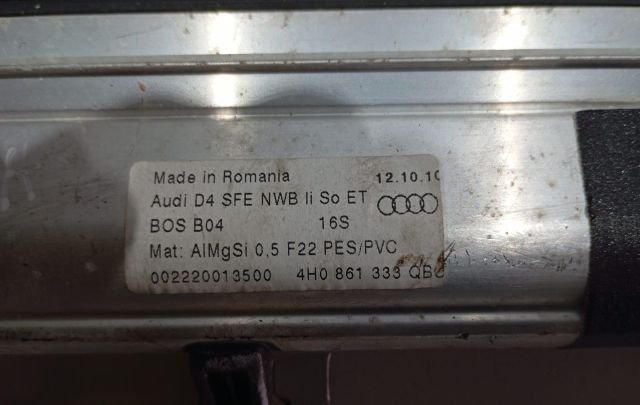 Made in Romania 12.10.10
Audi D4 SFE NWB li So ET
BOS B04 16S
Mat: AlMgSi 0,5 F22 PES/PVC
002220013500 4H0 861 333 QBC